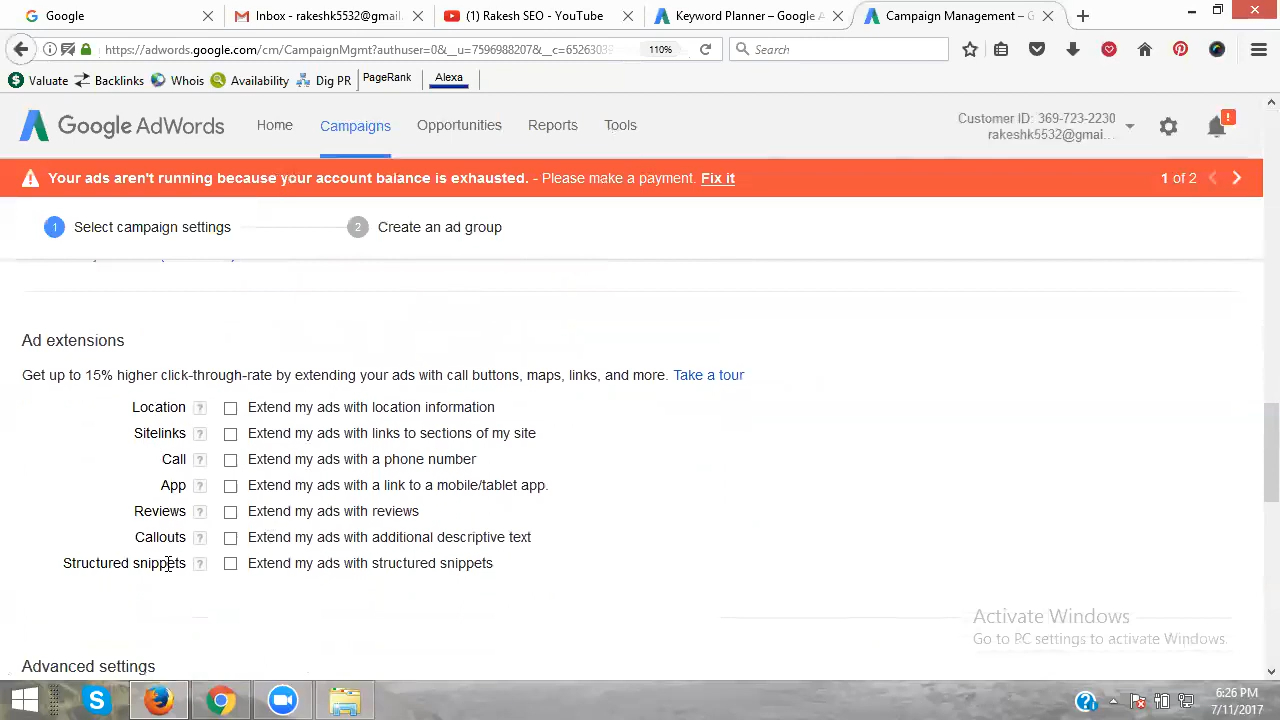 Google
Inbox - rakeshk5532@gmail.
(1) Rakesh SEO - YouTube
Keyword Planner – Google A
Campaign Management – G
https://adwords.google.com/cm/CampaignMgmt?authuser=0&__u=7596988207&__c=6526303
110%
Search
Valuate
Backlinks
Whois
Availability
Dig PR
PageRank
Alexa
Google AdWords
Home
Campaigns
Opportunities
Reports
Tools
Customer ID: 369-723-2230
rakeshk5532@gmai...
!
Your ads aren't running because your account balance is exhausted. - Please make a payment. Fix it
1 of 2
1 Select campaign settings
2 Create an ad group
Ad extensions
Get up to 15% higher click-through-rate by extending your ads with call buttons, maps, links, and more. Take a tour
Location ? Extend my ads with location information
Sitelinks ? Extend my ads with links to sections of my site
Call ? Extend my ads with a phone number
App ? Extend my ads with a link to a mobile/tablet app.
Reviews ? Extend my ads with reviews
Callouts ? Extend my ads with additional descriptive text
Structured snippets ? Extend my ads with structured snippets
Activate Windows
Go to PC settings to activate Windows.
Advanced settings
6:26 PM
7/11/2017